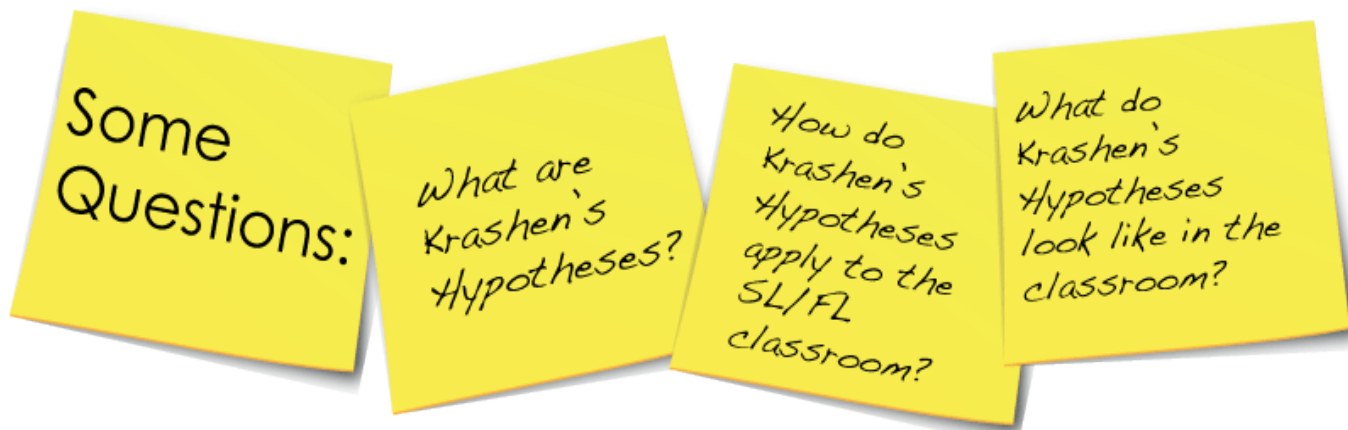 Some
Questions:
What are
Krashen`s
Hypotheses?
How do
Krashen`s
Hypotheses
apply to the
SL/FL
classroom?
What do
Krashen`s
Hypotheses
look like in the
classroom?